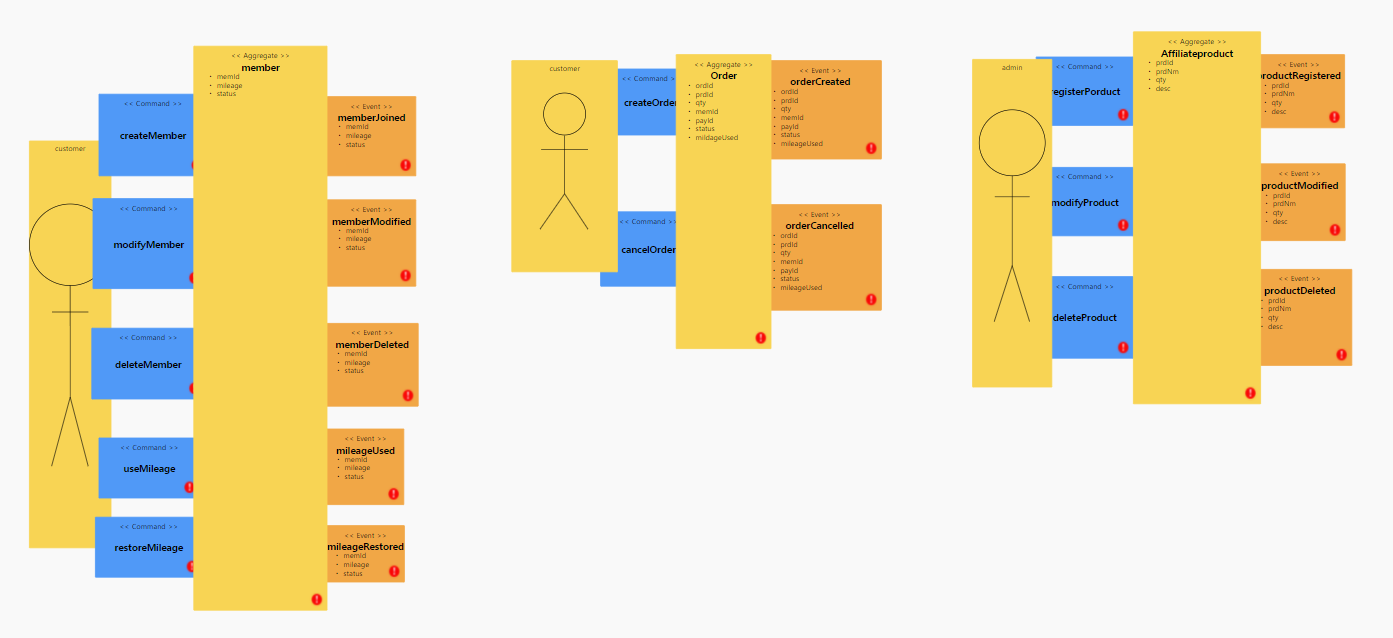 customer
<< Command >>
createMember
<< Command >>
modifyMember
<< Command >>
deleteMember
<< Command >>
useMileage
<< Command >>
restoreMileage
<< Aggregate >>
member
· memId
· mileage
· status
<< Event >>
memberJoined
· memId
· mileage
· status
<< Event >>
memberModified
· memId
· mileage
· status
<< Event >>
memberDeleted
· memId
· mileage
· status
<< Event >>
mileageUsed
· memId
· mileage
· status
<< Event >>
mileageRestored
· memId
· mileage
· status
customer
<< Command >
createOrder
<< Command >
cancelOrder
<< Aggregate >>
Order
· ordId
· prdId
· qty
· memId
· payId
· status
· mildageUsed
<< Event >>
orderCreated
· ordId
· prdId
· qty
· memId
· payId
· status
· mileageUsed
<< Event >>
orderCancelled
· ordId
· prdId
· qty
· memId
· payId
· status
· mileageUsed
admin
<< Command >>
registerPorduct
<< Command >>
modifyProduct
<< Command >>
deleteProduct
<< Aggregate >>
Affiliateproduct
· prdId
· prdNm
· qty
· desc
<< Event >>
productRegistered
· prdId
· prdNm
· qty
· desc
<< Event >>
productModified
· prdId
· prdNm
· qty
· desc
<< Event >>
productDeleted
· prdId
· prdNm
· qty
· desc